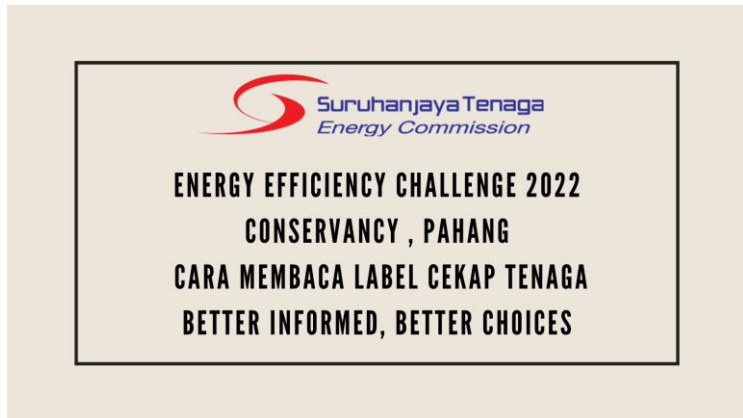 Suruhanjaya Tenaga
Energy Commission
ENERGY EFFICIENCY CHALLENGE 2022
CONSERVANCY , PAHANG
CARA MEMBACA LABEL CEKAP TENAGA
BETTER INFORMED, BETTER CHOICES